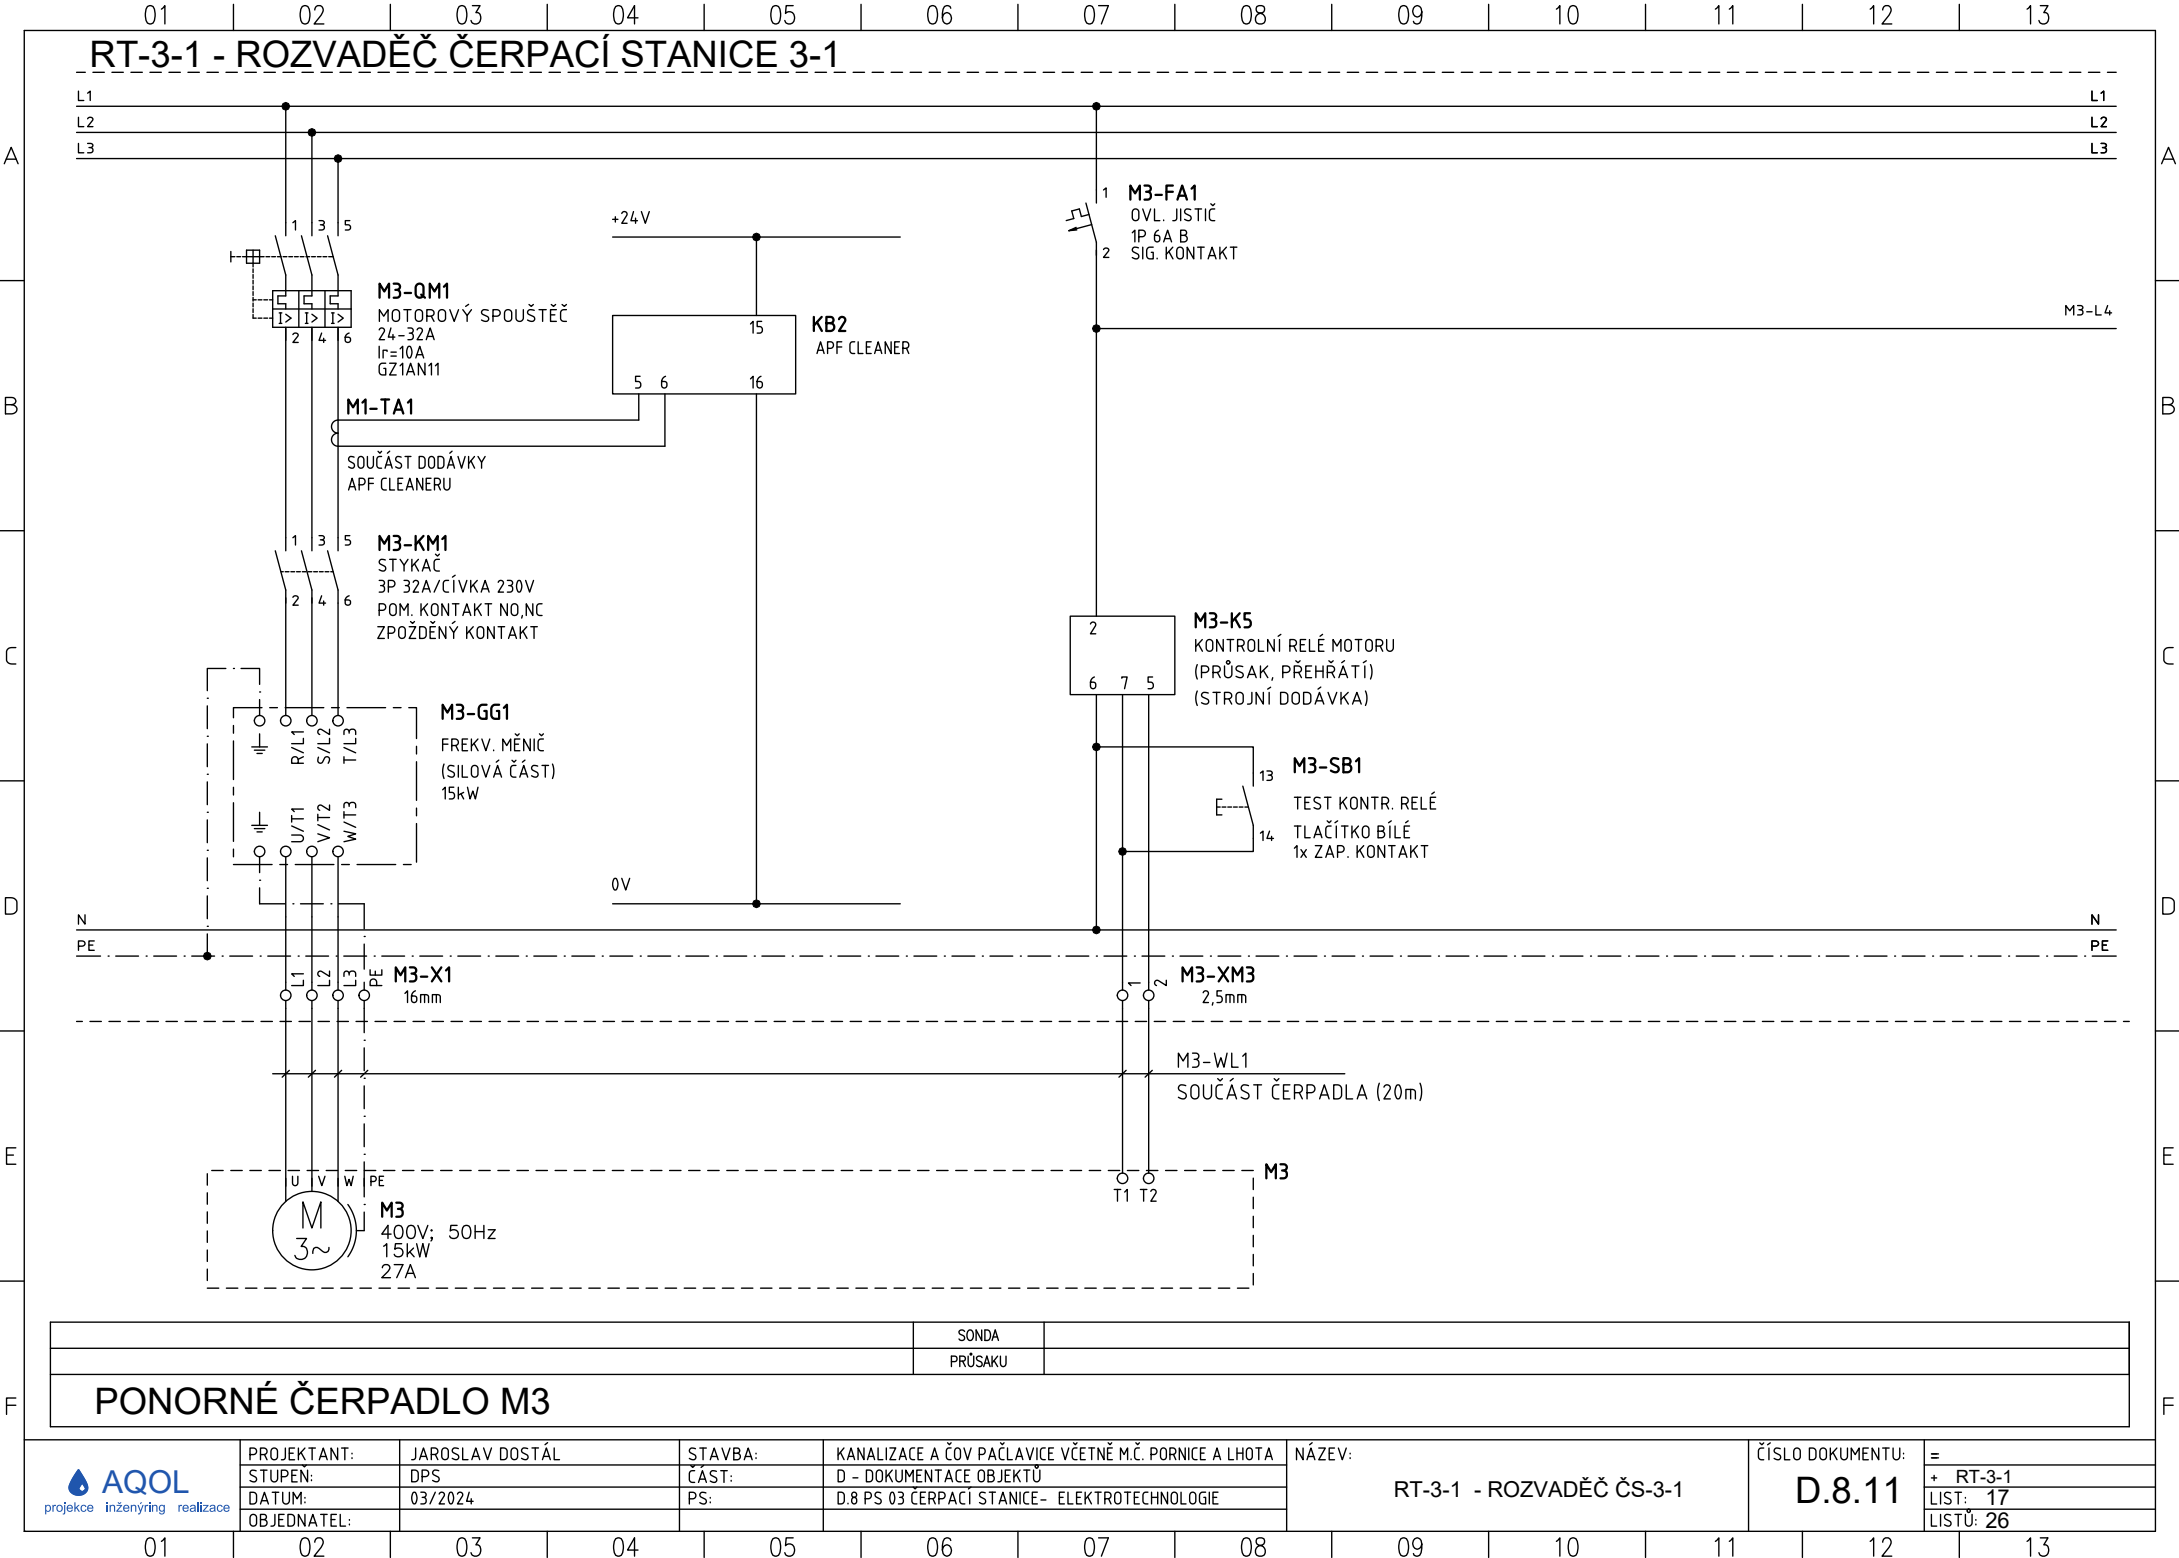 01 02 03 04 05 06 07 08 09 10 11 12 13
RT-3-1 - ROZVADĚČ ČERPACÍ STANICE 3-1
L1 L1
L2 L2
L3 L3
A A
1 M3-FA1
OVL. JISTIČ
1P 6A B
2 SIG. KONTAKT
+24V
1 3 5
M3-QM1
MOTOROVÝ SPOUŠTĚČ
24-32A
Ir=10A
GZ1AN11
I> I> I>
2 4 6
15 KB2
APF CLEANER
5 6 16
M3-L4
B B
M1-TA1
SOUČÁST DODÁVKY
APF CLEANERU
1 3 5
M3-KM1
STYKAČ
3P 32A/CÍVKA 230V
POM. KONTAKT NO,NC
ZPOŽDĚNÝ KONTAKT
2 4 6
2 M3-K5
KONTROLNÍ RELÉ MOTORU
(PRŮSAK, PŘEHŘÁTÍ)
(STROJNÍ DODÁVKA)
6 7 5
C C
M3-GG1
FREKV. MĚNIČ
(SILOVÁ ČÁST)
15kW
R/L1 S/L2 T/L3
U/T1 V/T2 W/T3
13 M3-SB1
TEST KONTR. RELÉ
14 TLAČÍTKO BÍLÉ
1x ZAP. KONTAKT
0V
D D
N N
PE PE
L1 L2 L3 PE M3-X1
16mm
1 2 M3-XM3
2,5mm
M3-WL1
SOUČÁST ČERPADLA (20m)
E E
M3
U V W PE
T1 T2
M
3~
M3
400V; 50Hz
15kW
27A
SONDA
PRŮSAKU
PONORNÉ ČERPADLO M3
F F
AQOL
projekce inženýring realizace
PROJEKTANT: JAROSLAV DOSTÁL
STUPEŇ: DPS
DATUM: 03/2024
OBJEDNATEL:
STAVBA: KANALIZACE A ČOV PAČLAVICE VČETNĚ M.Č. PORNICE A LHOTA
ČÁST: D - DOKUMENTACE OBJEKTŮ
PS: D.8 PS 03 ČERPACÍ STANICE- ELEKTROTECHNOLOGIE
NÁZEV:
RT-3-1 - ROZVADĚČ ČS-3-1
ČÍSLO DOKUMENTU:
D.8.11
=
+ RT-3-1
LIST: 17
LISTŮ: 26
01 02 03 04 05 06 07 08 09 10 11 12 13